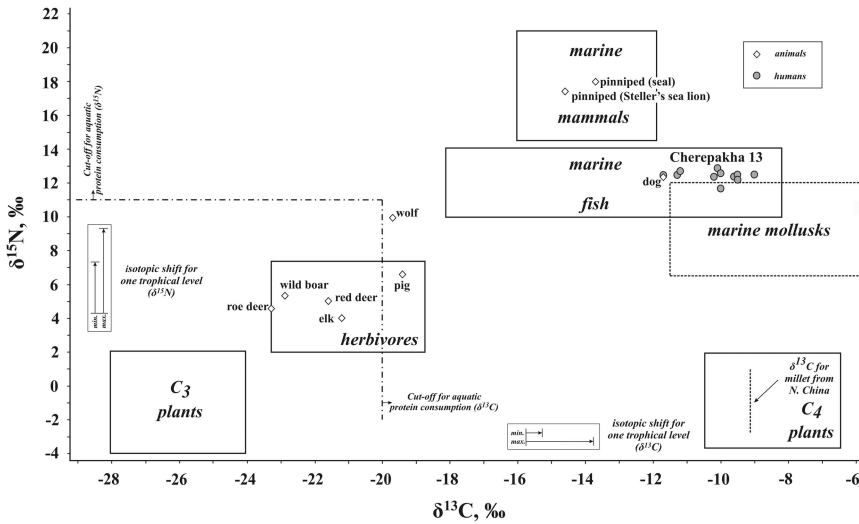 22
20
18
16
14
12
10
8
6
4
2
0
-2
-4
δ¹⁵N, ‰
-28
-26
-24
-22
-20
-18
-16
-14
-12
-10
-8
-6
δ¹³C, ‰
Cut-off for aquatic
protein consumption (δ¹⁵N)
isotopic shift for
one trophical level
(δ¹⁵N)
min.
max.
wolf
wild boar
roe deer
red deer
elk
pig
herbivores
C₃
plants
Cut-off for aquatic
protein consumption (δ¹³C)
marine
pinniped (seal)
pinniped (Steller's sea lion)
mammals
animals
humans
marine
Cherepakha 13
dog
fish
marine mollusks
min.
max.
isotopic shift for
one trophical level
(δ¹³C)
δ¹³C for
millet from
N. China
C₄
plants